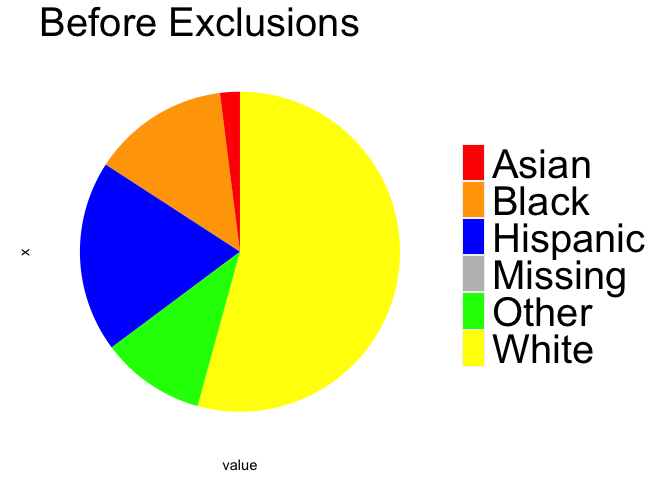 Before Exclusions
x
Asian
Black
Hispanic
Missing
Other
White
value